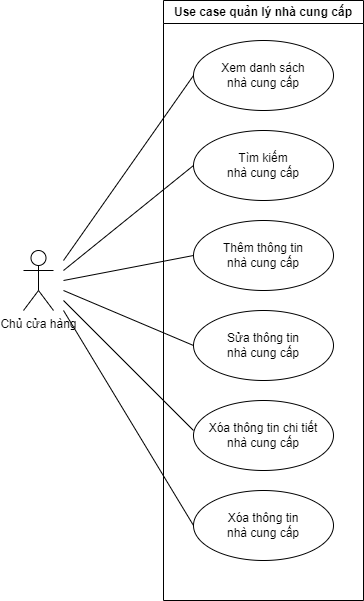 Use case quản lý nhà cung cấp
Xem danh sách
nhà cung cấp
Tìm kiếm
nhà cung cấp
Thêm thông tin
nhà cung cấp
Chủ cửa hàng
Sửa thông tin
nhà cung cấp
Xóa thông tin chi tiết
nhà cung cấp
Xóa thông tin
nhà cung cấp